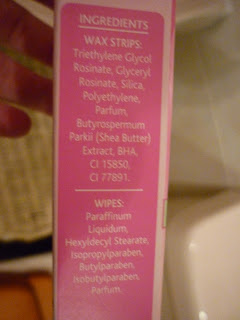 INGREDIENTS
WAX STRIPS:
Triethylene Glycol
Rosinate, Glyceryl
Rosinate, Silica,
Polyethylene,
Parfum,
Butyrospermum
Parkii (Shea Butter)
Extract, BHA,
CI 15850,
CI 77891.
WIPES:
Paraffinum
Liquidum,
Hexyldecyl Stearate,
Isopropylparaben,
Butylparaben,
Isobutylparaben,
Parfum.